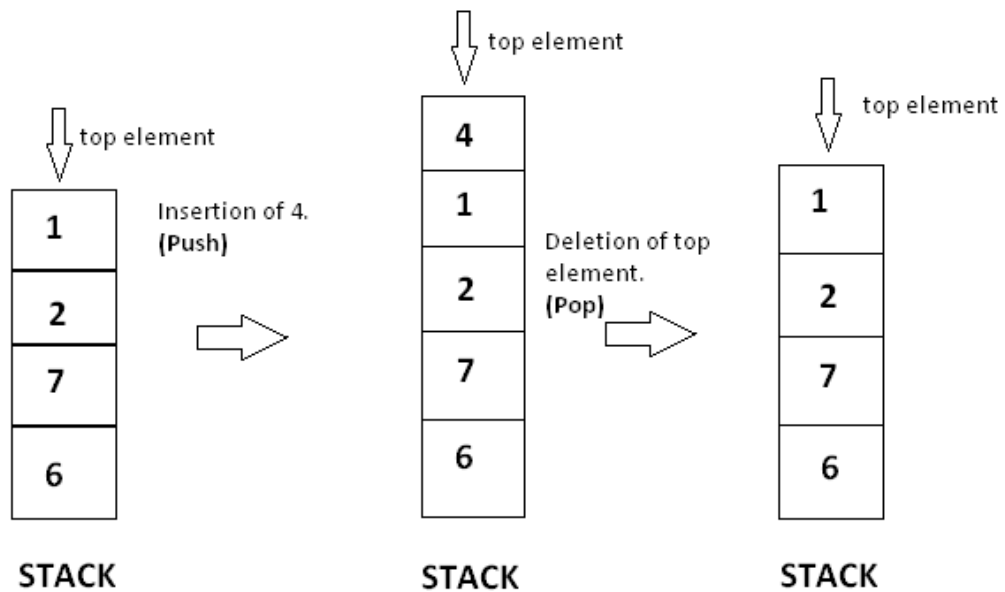 top element
1
2
7
6
STACK
Insertion of 4.
(Push)
top element
4
1
2
7
6
STACK
Deletion of top
element.
(Pop)
top element
1
2
7
6
STACK